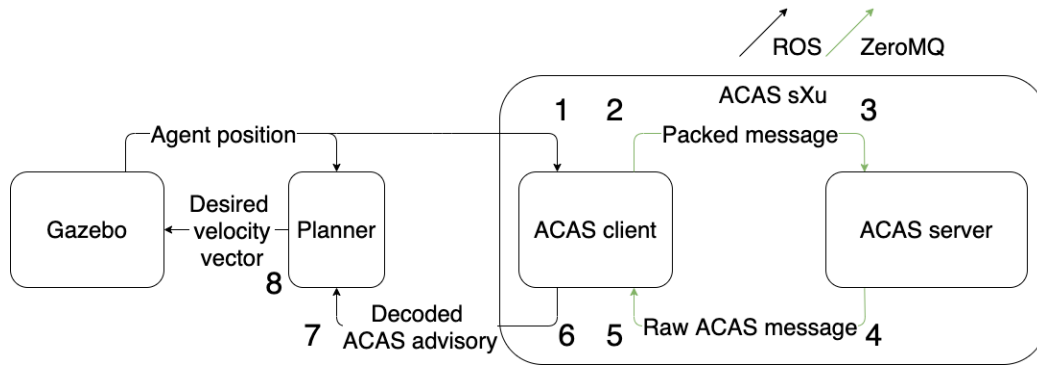 ROS
ZeroMQ
ACAS sXu
1
2
3
Agent position
Packed message
Gazebo
Desired
velocity
vector
Planner
ACAS client
ACAS server
8
7
Decoded
ACAS advisory
6
5
Raw ACAS message
4